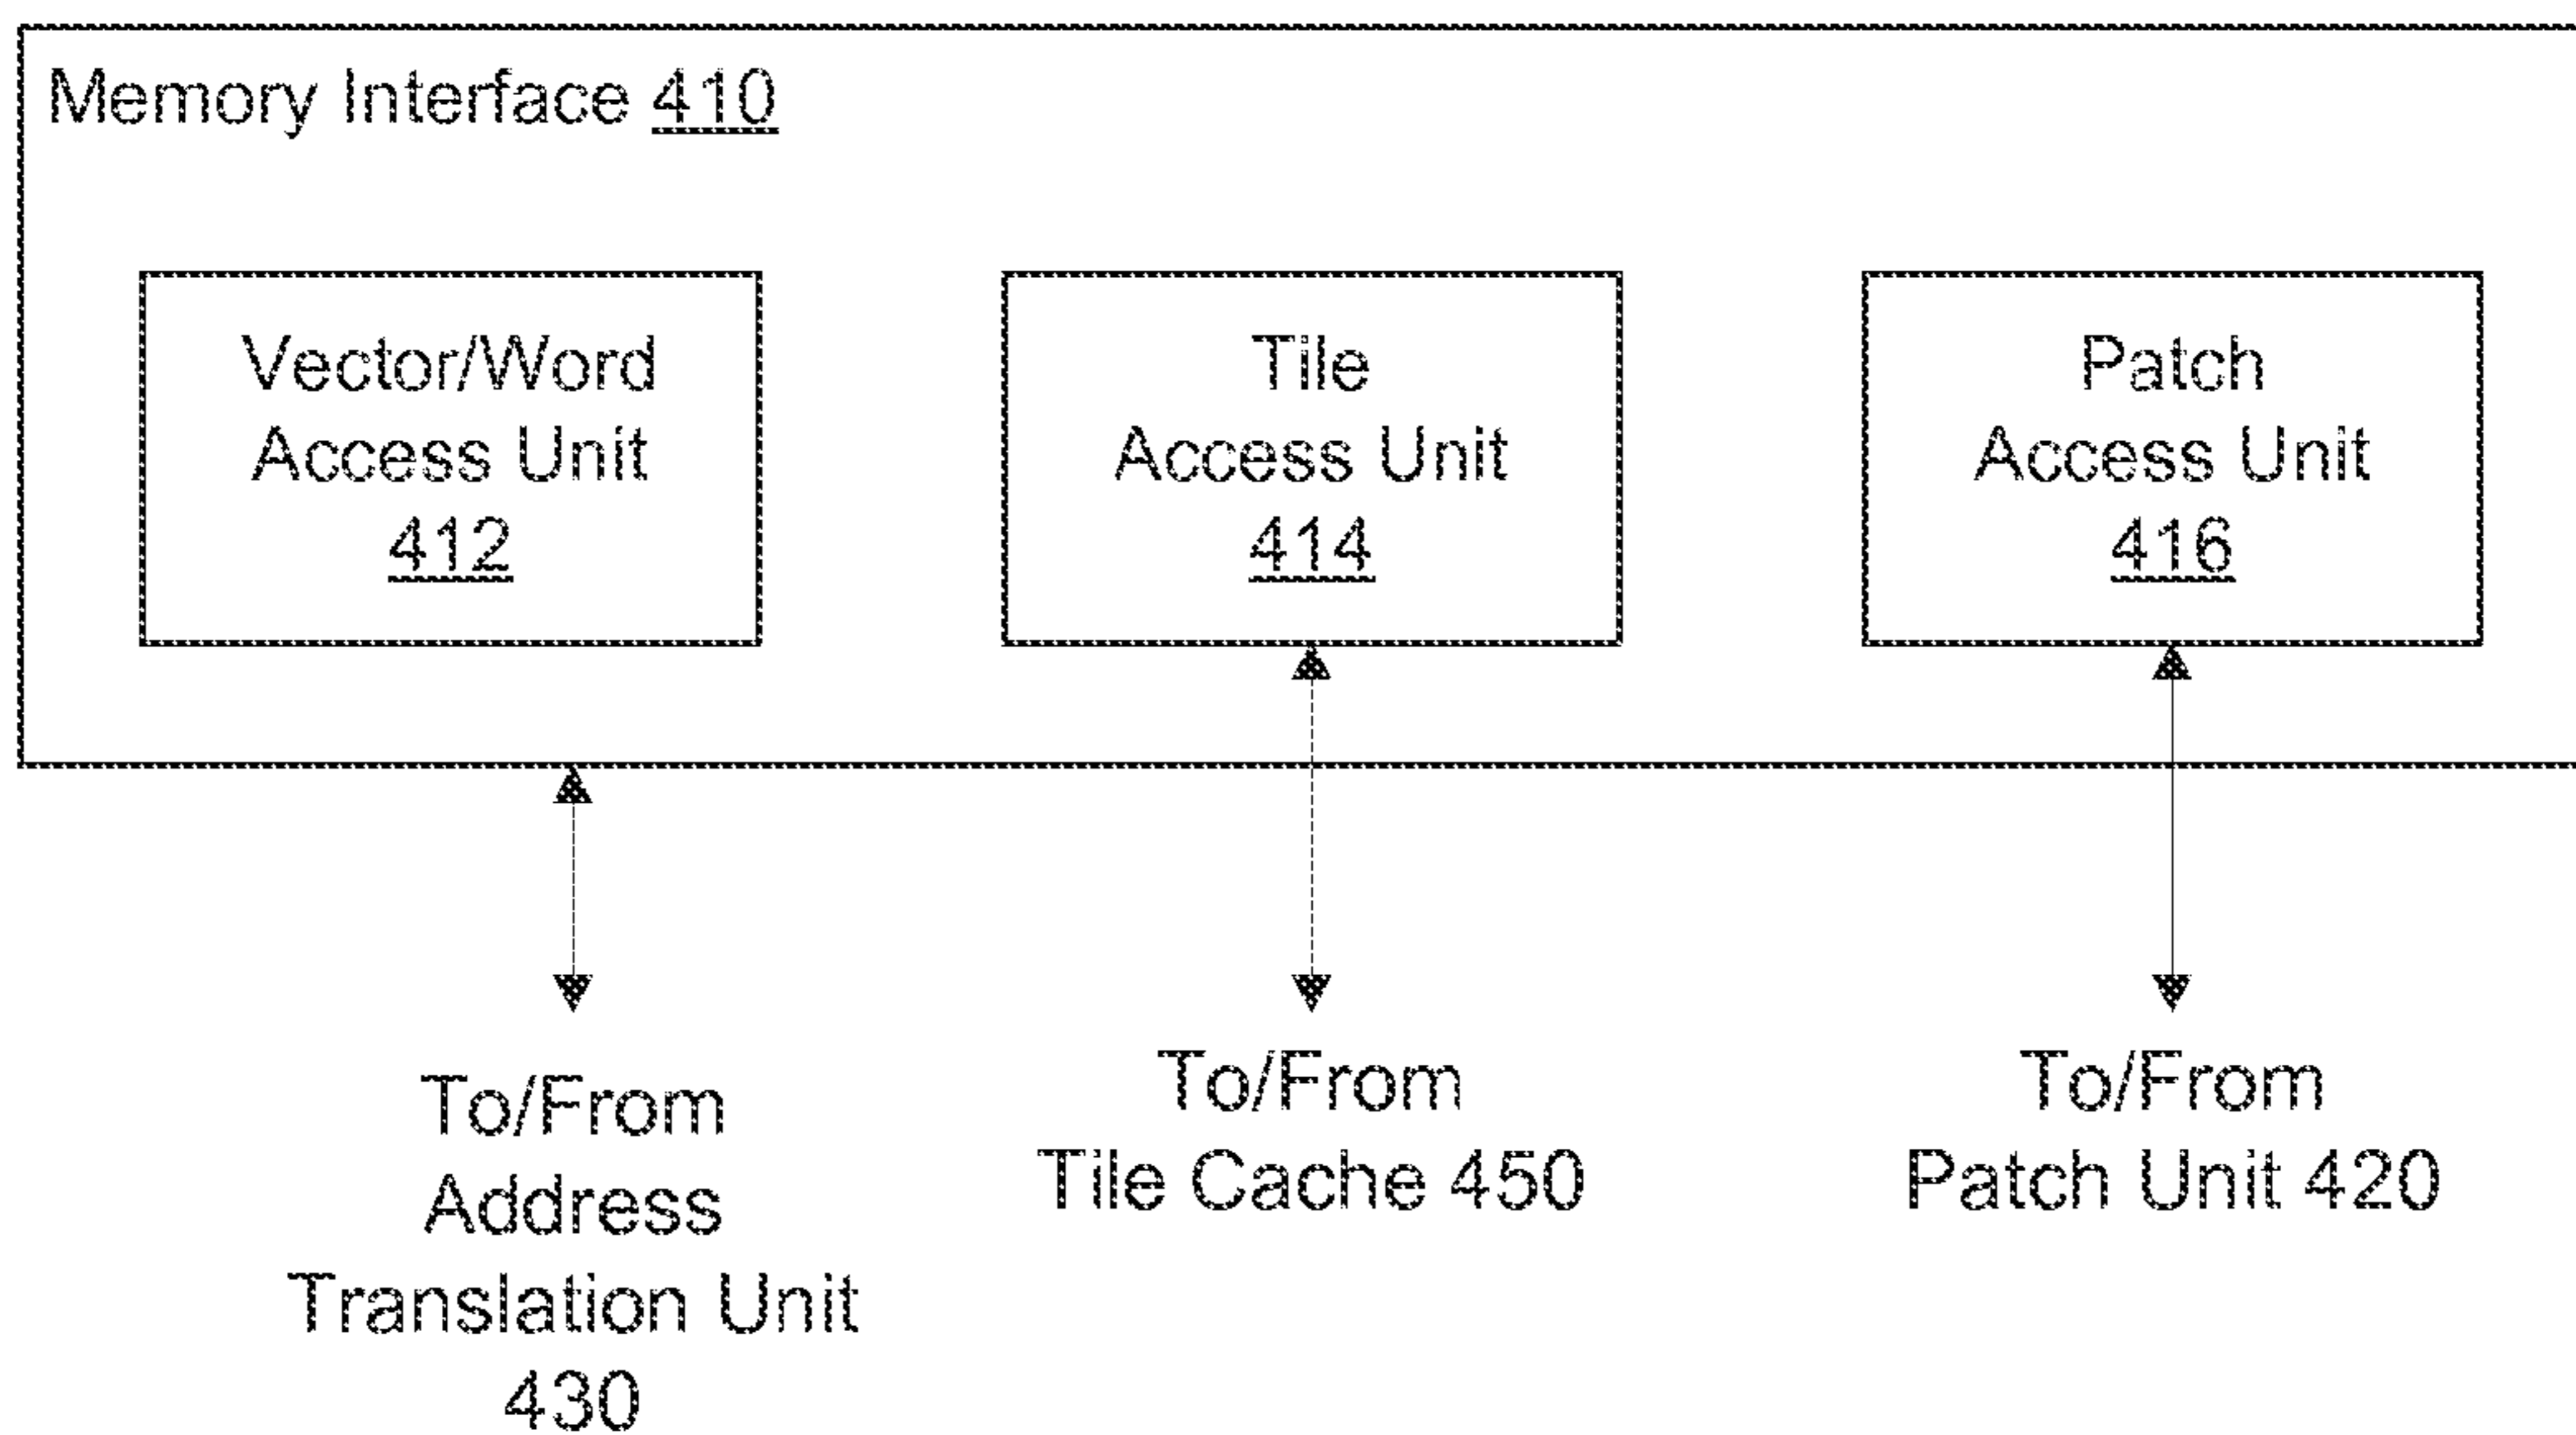 Memory Interface 410
Vector/Word
Access Unit
412
Tile
Access Unit
414
Patch
Access Unit
416
To/From
Address
Translation Unit
430
To/From
Tile Cache 450
To/From
Patch Unit 420